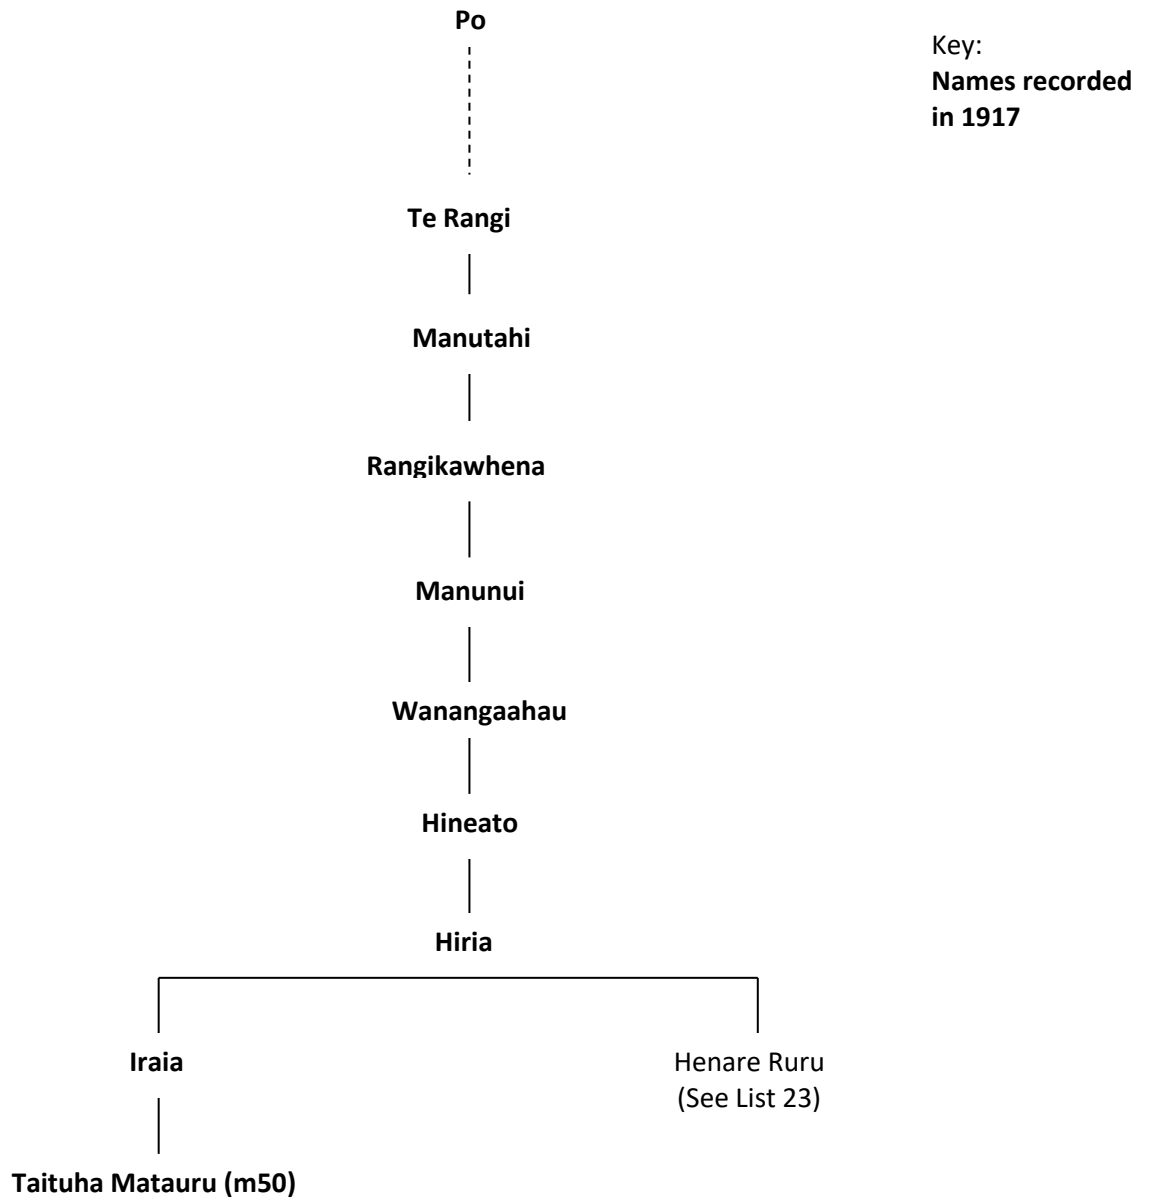 Po
Key:
Names recorded
in 1917
Te Rangi
Manutahi
Rangikawhena
Manunui
Wanangaahau
Hineato
Hiria
Iraia
Henare Ruru
(See List 23)
Taituha Matauru (m50)